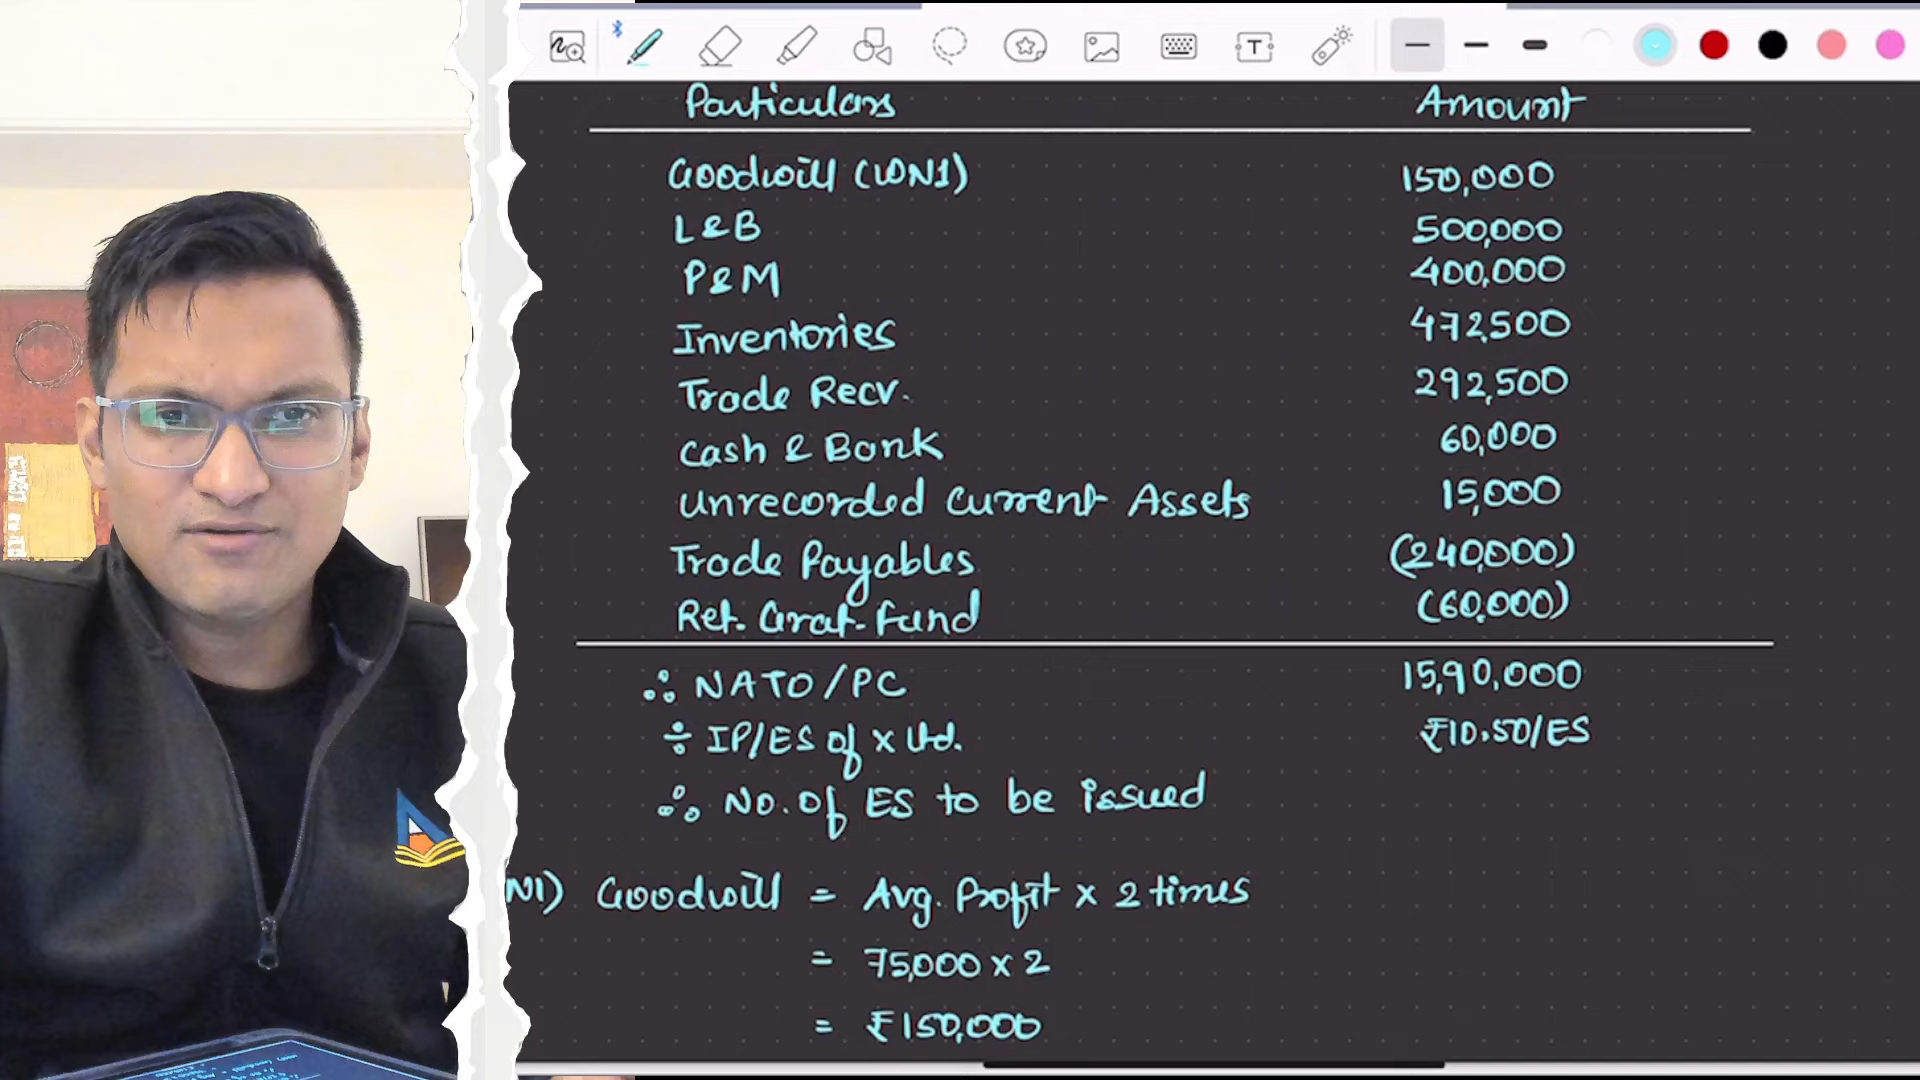 Particulars Amount
Goodwill (WN1) 150,000
L & B 500,000
P & M 400,000
Inventories 472,500
Trade Recv. 292,500
Cash & Bank 60,000
Unrecorded Current Assets 15,000
Trade Payables (240,000)
Ret. Grat. Fund (60,000)
∴ NATO/PC 15,90,000
÷ IP/ES of X Ltd. ₹10.50/ES
∴ No. of ES to be issued
N1) Goodwill = Avg. Profit × 2 times
= 75,000 × 2
= ₹150,000